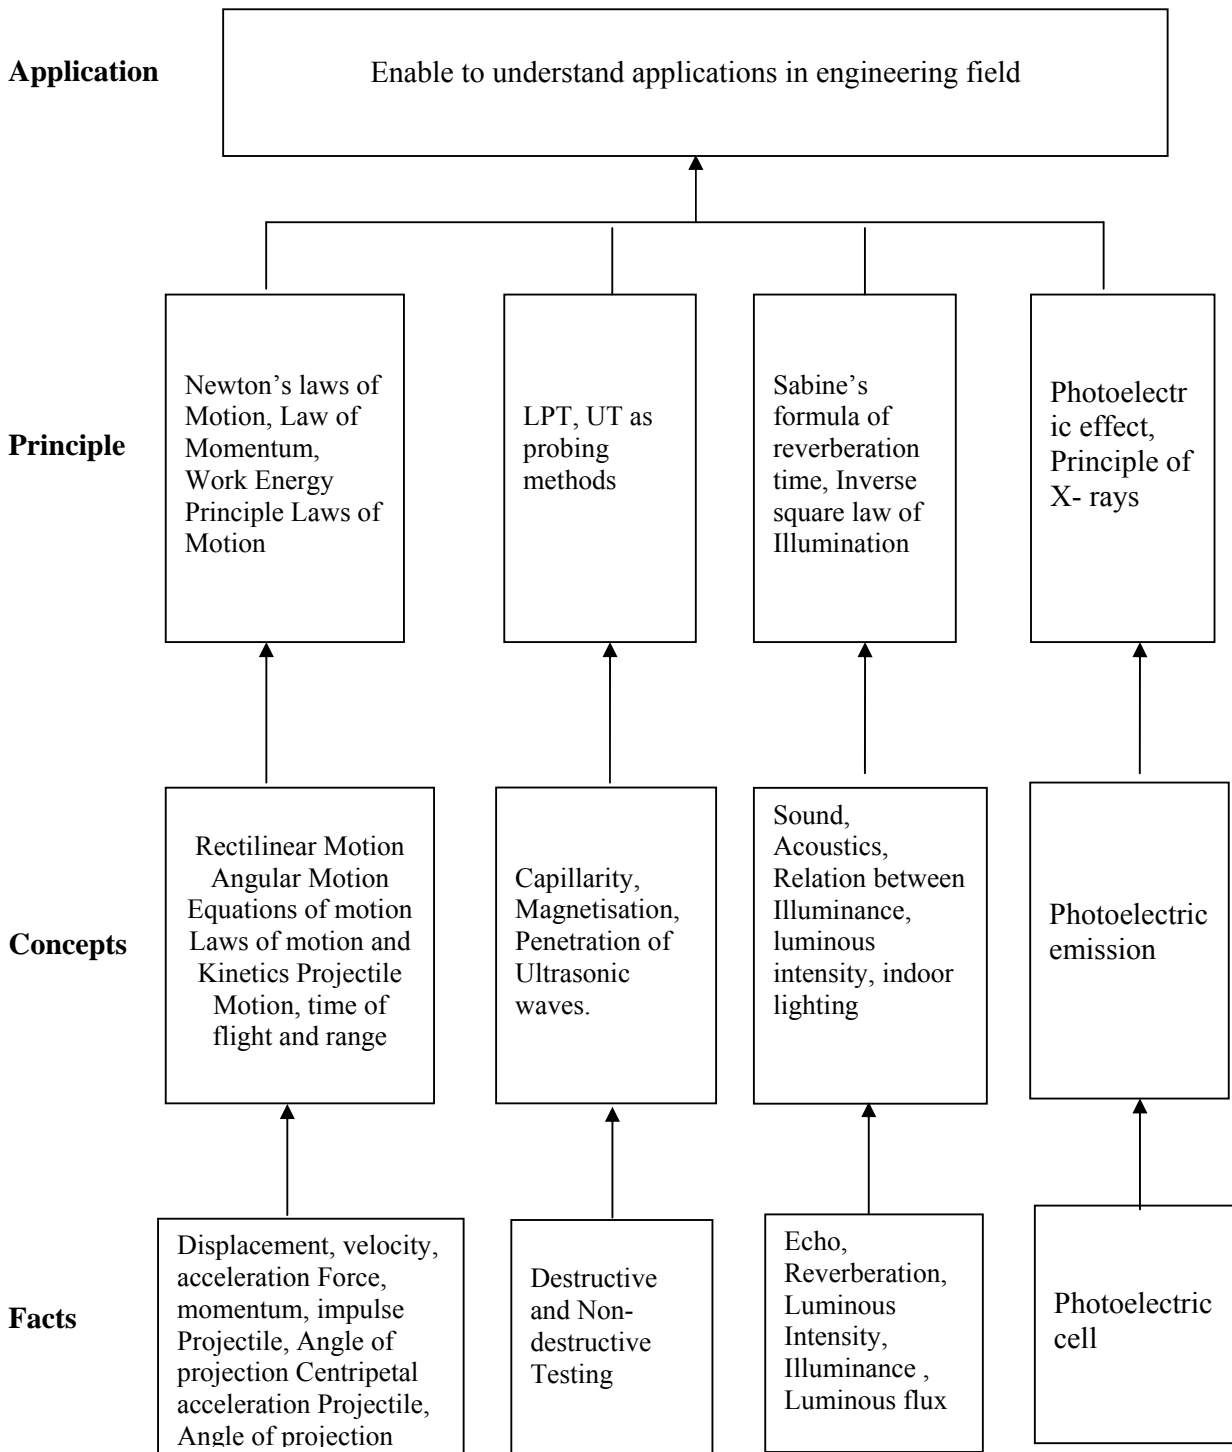 Application
Enable to understand applications in engineering field
Principle
Newton’s laws of
Motion, Law of
Momentum,
Work Energy
Principle Laws of
Motion
LPT, UT as
probing
methods
Sabine’s
formula of
reverberation
time, Inverse
square law of
Illumination
Photoelectr
ic effect,
Principle of
X- rays
Concepts
Rectilinear Motion
Angular Motion
Equations of motion
Laws of motion and
Kinetics Projectile
Motion, time of
flight and range
Capillarity,
Magnetisation,
Penetration of
Ultrasonic
waves.
Sound,
Acoustics,
Relation between
Illuminance,
luminous
intensity, indoor
lighting
Photoelectric
emission
Facts
Displacement, velocity,
acceleration Force,
momentum, impulse
Projectile, Angle of
projection Centripetal
acceleration Projectile,
Angle of projection
Destructive
and Non-
destructive
Testing
Echo,
Reverberation,
Luminous
Intensity,
Illuminance ,
Luminous flux
Photoelectric
cell